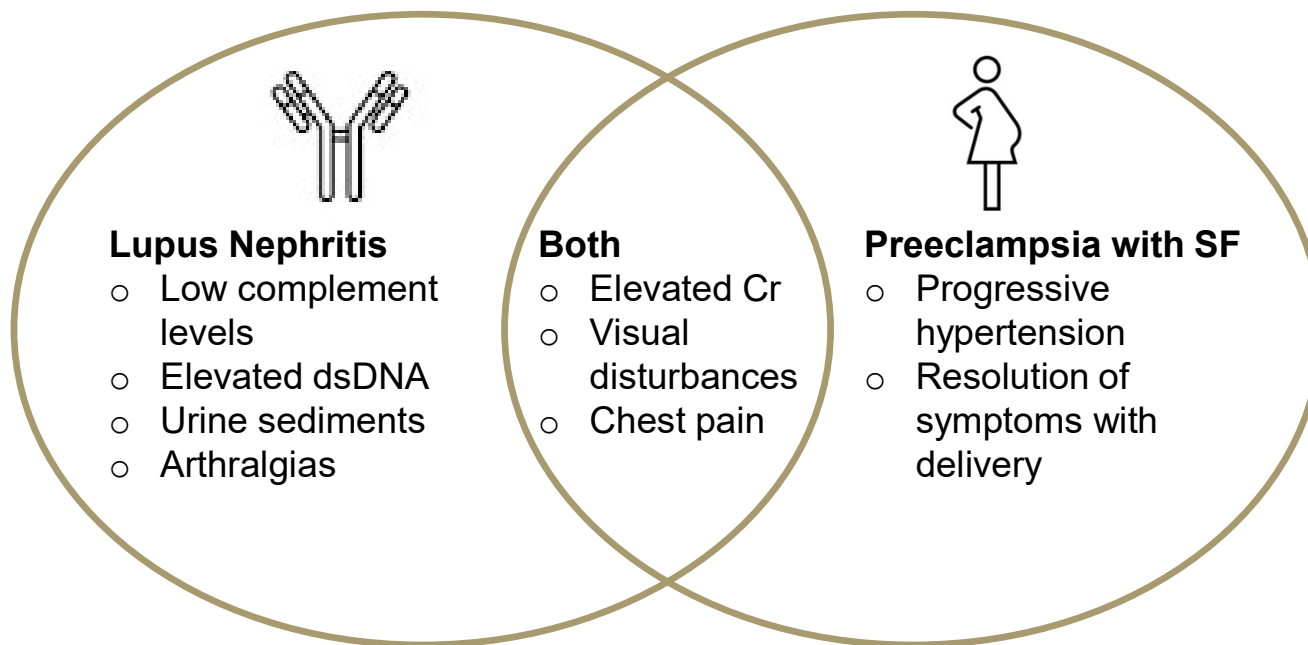 Lupus Nephritis
○ Low complement
levels
○ Elevated dsDNA
○ Urine sediments
○ Arthralgias
Both
○ Elevated Cr
○ Visual
disturbances
○ Chest pain
Preeclampsia with SF
○ Progressive
hypertension
○ Resolution of
symptoms with
delivery